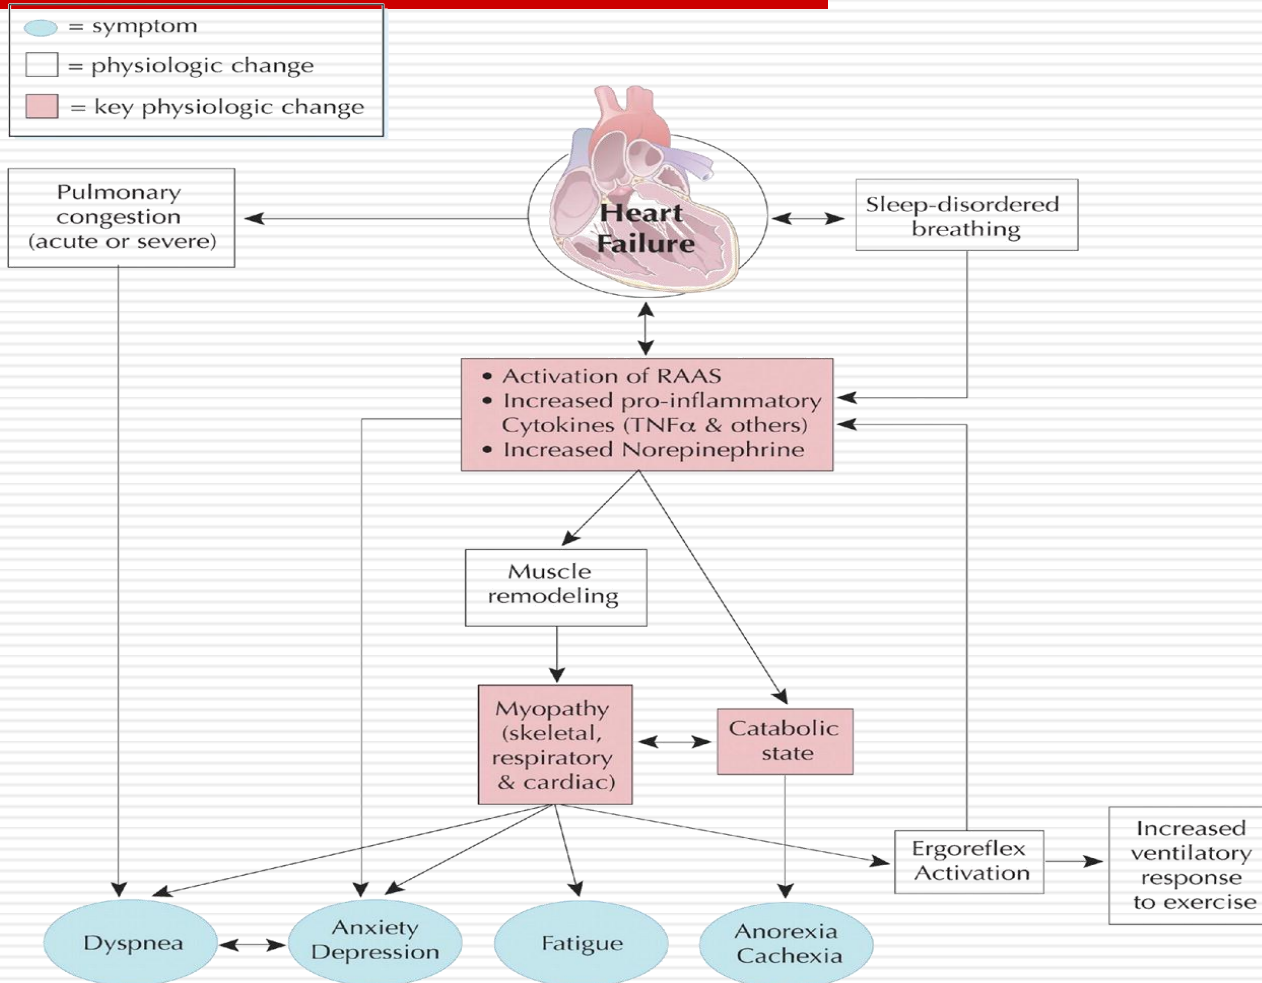 = symptom
= physiologic change
= key physiologic change
Pulmonary
congestion
(acute or severe)
Heart
Failure
Sleep-disordered
breathing
• Activation of RAAS
• Increased pro-inflammatory
Cytokines (TNFα & others)
• Increased Norepinephrine
Muscle
remodeling
Myopathy
(skeletal,
respiratory
& cardiac)
Catabolic
state
Ergoreflex
Activation
Increased
ventilatory
response
to exercise
Dyspnea
Anxiety
Depression
Fatigue
Anorexia
Cachexia